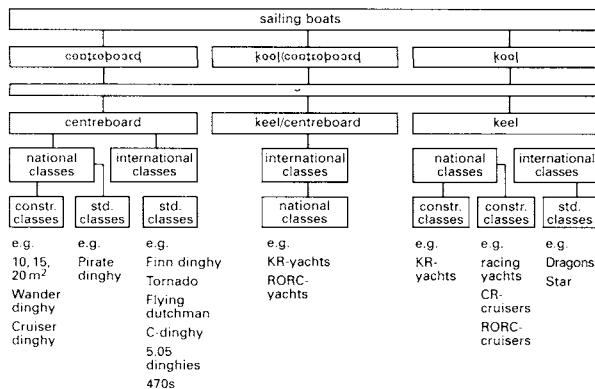 sailing boats
centreboard
keel/centreboard
keel
national
classes
international
classes
international
classes
national
classes
international
classes
constr.
classes
std.
classes
std.
classes
national
classes
constr.
classes
constr.
classes
std.
classes
e.g.
10, 15,
20 m²
Wander
dinghy
Cruiser
dinghy
e.g.
Pirate
dinghy
e.g.
Finn dinghy
Tornado
Flying
dutchman
C-dinghy
5.05
dinghies
470s
e.g.
KR-yachts
RORC-
yachts
e.g.
KR-
yachts
e.g.
racing
yachts
CR-
cruisers
RORC-
cruisers
e.g.
Dragons
Star